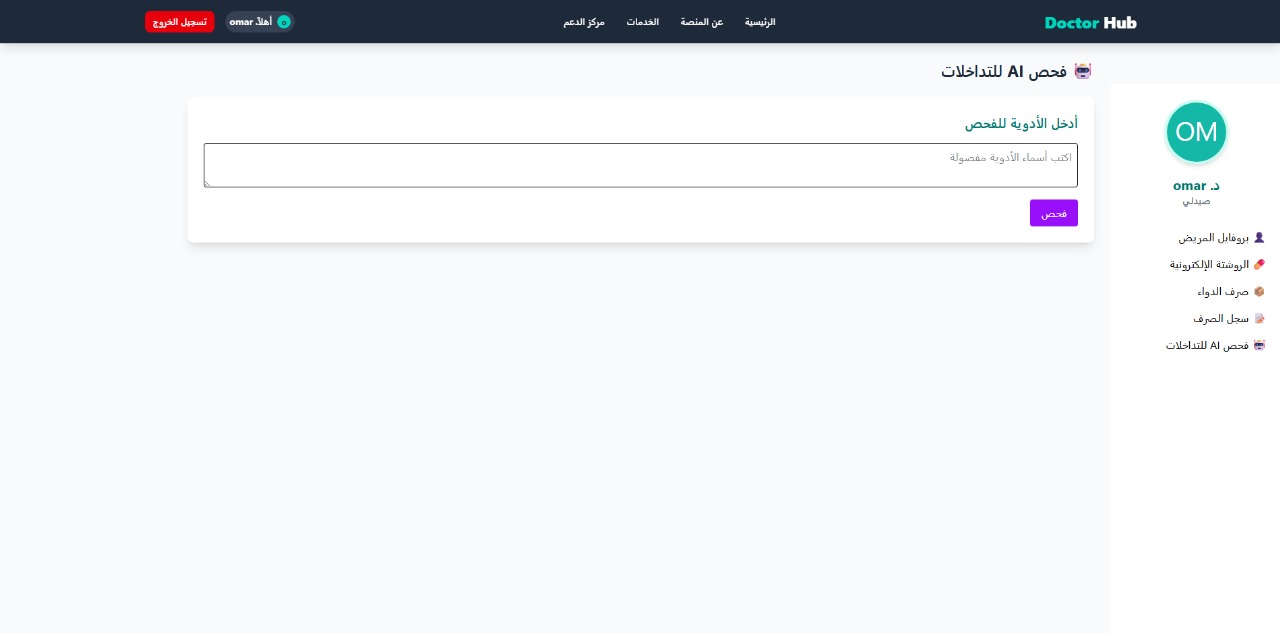 Doctor Hub
الرئيسية
عن المنصة
الخدمات
مركز الدعم
o أهلاً، omar
تسجيل الخروج
OM
د. omar
صيدلي
بروفايل المريض
الروشتة الإلكترونية
صرف الدواء
سجل الصرف
فحص AI للتداخلات
فحص AI للتداخلات
أدخل الأدوية للفحص
اكتب أسماء الأدوية مفصولة
فحص